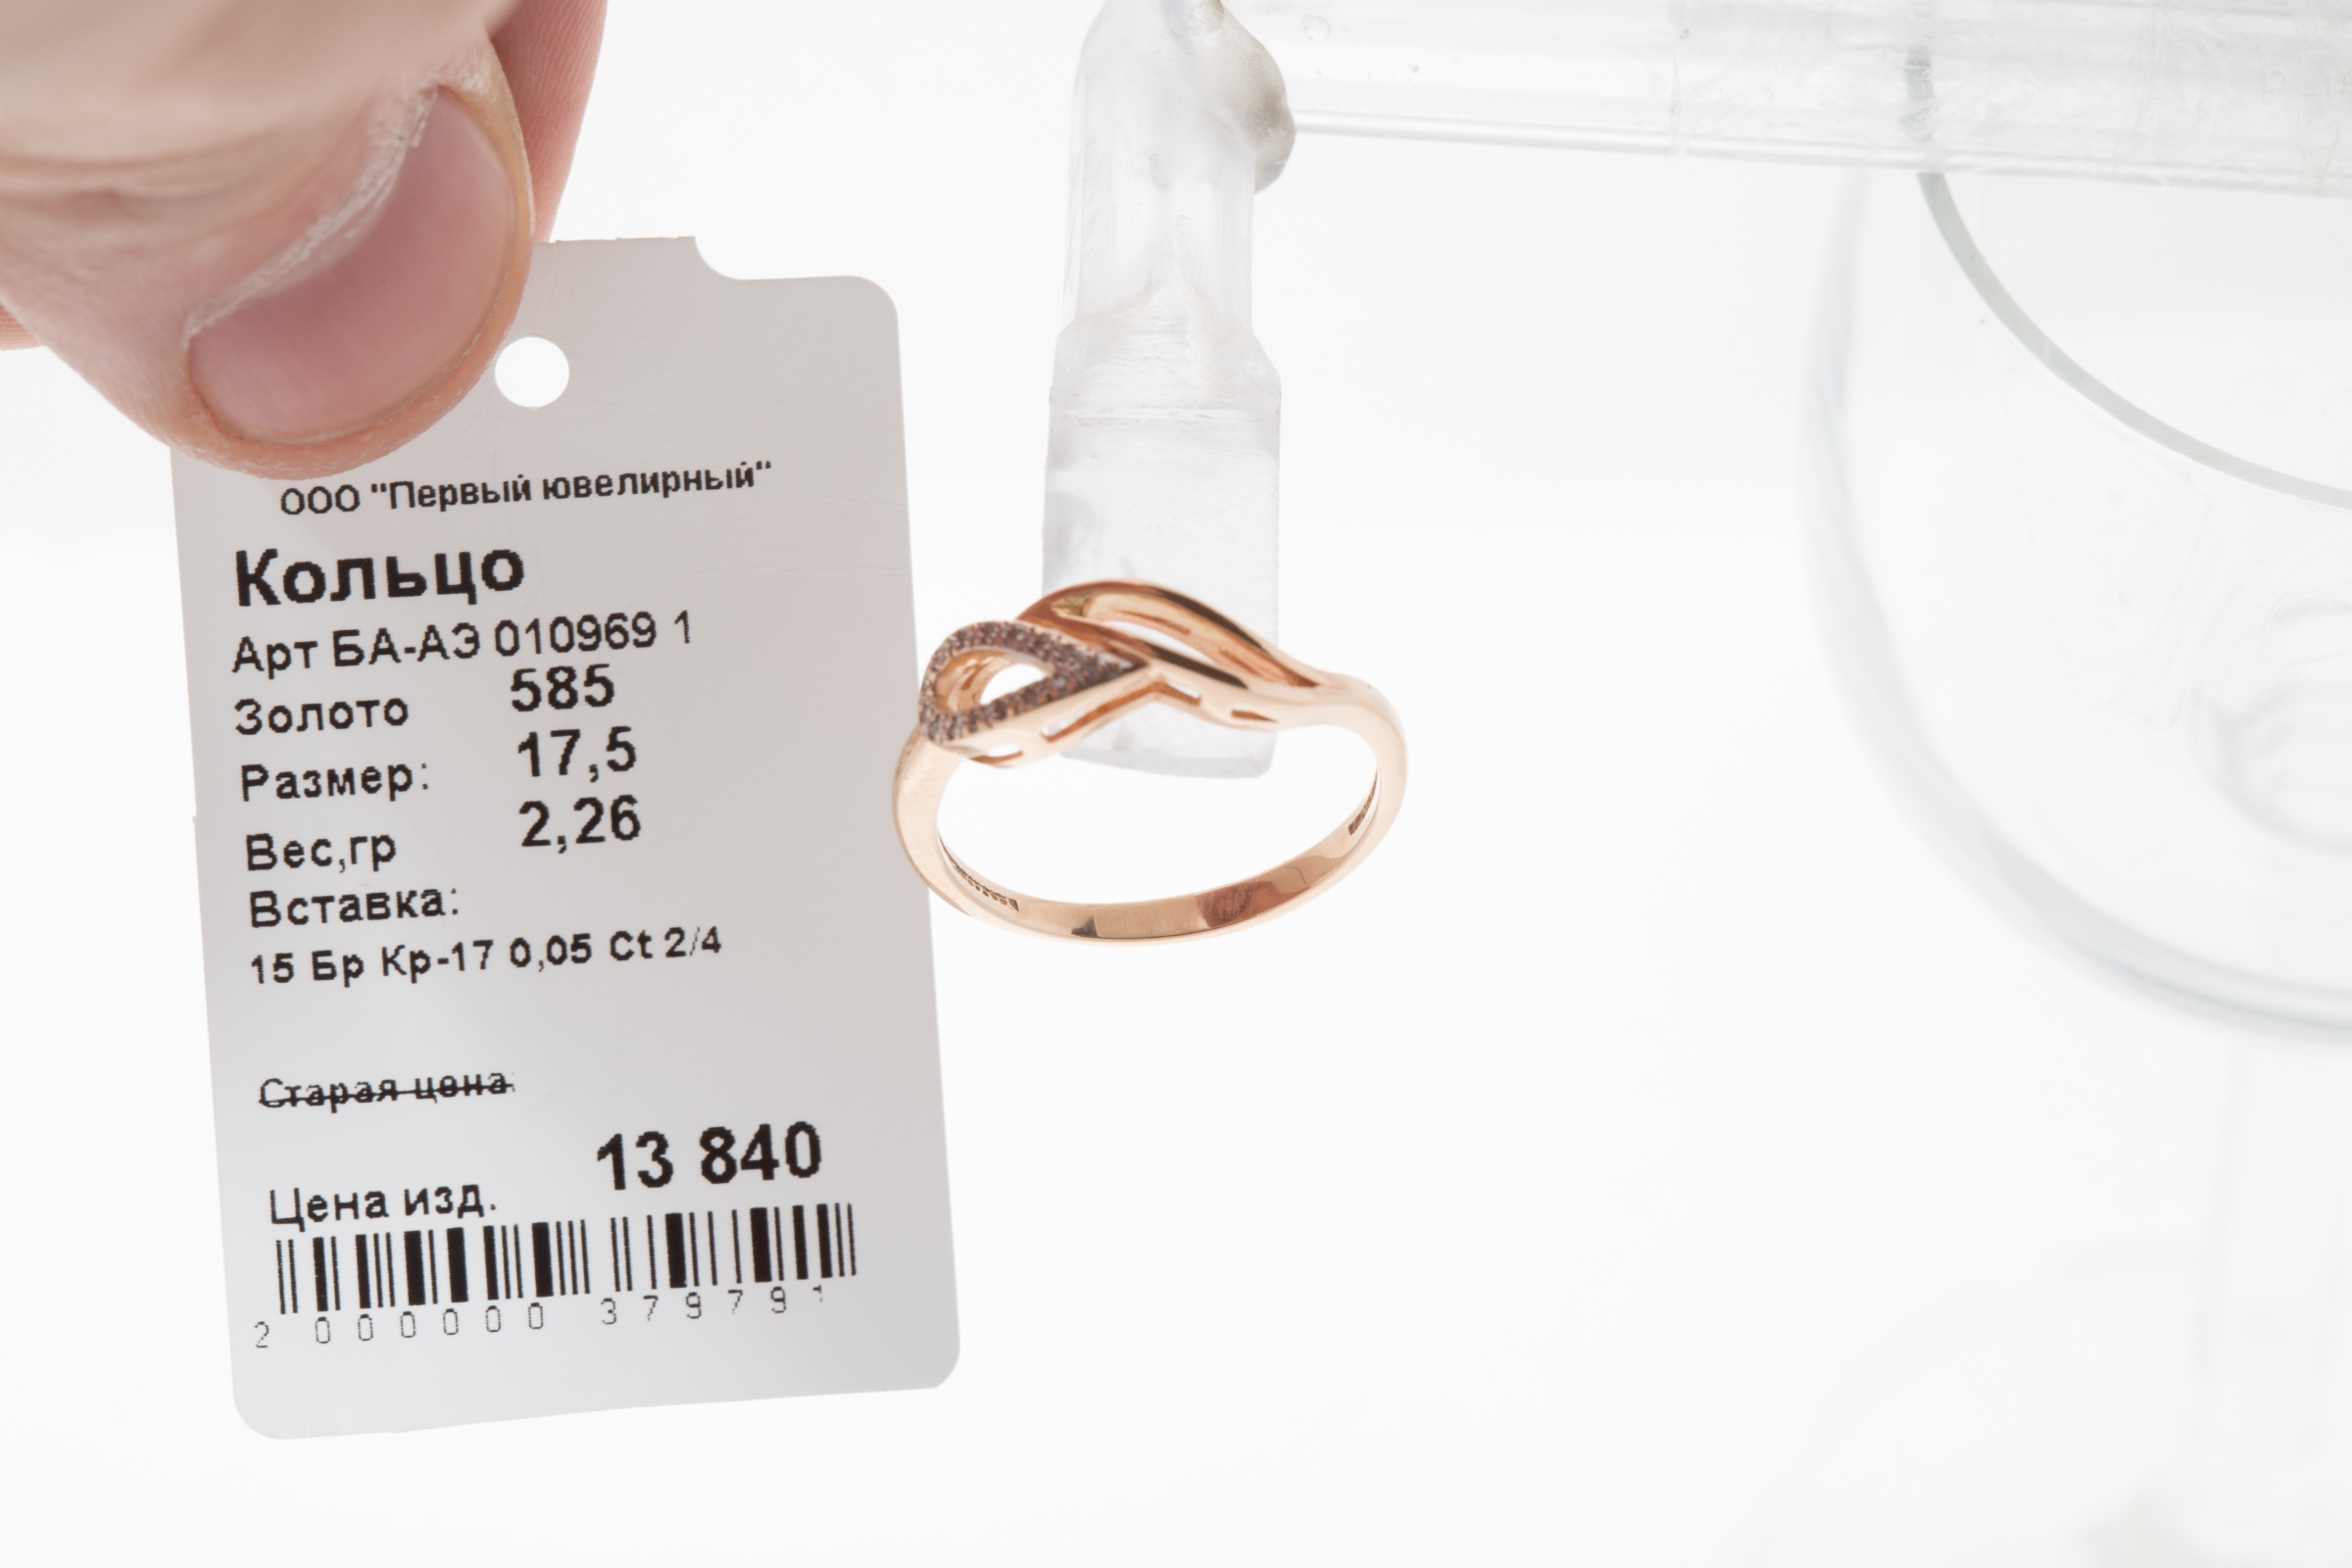 ООО "Первый ювелирный"
Кольцо
Арт БА-АЭ 010969 1
Золото 585
Размер: 17,5
Вес,гр 2,26
Вставка:
15 Бр Кр-17 0,05 Ct 2/4
Старая цена:
Цена изд. 13 840
2 000000 379791